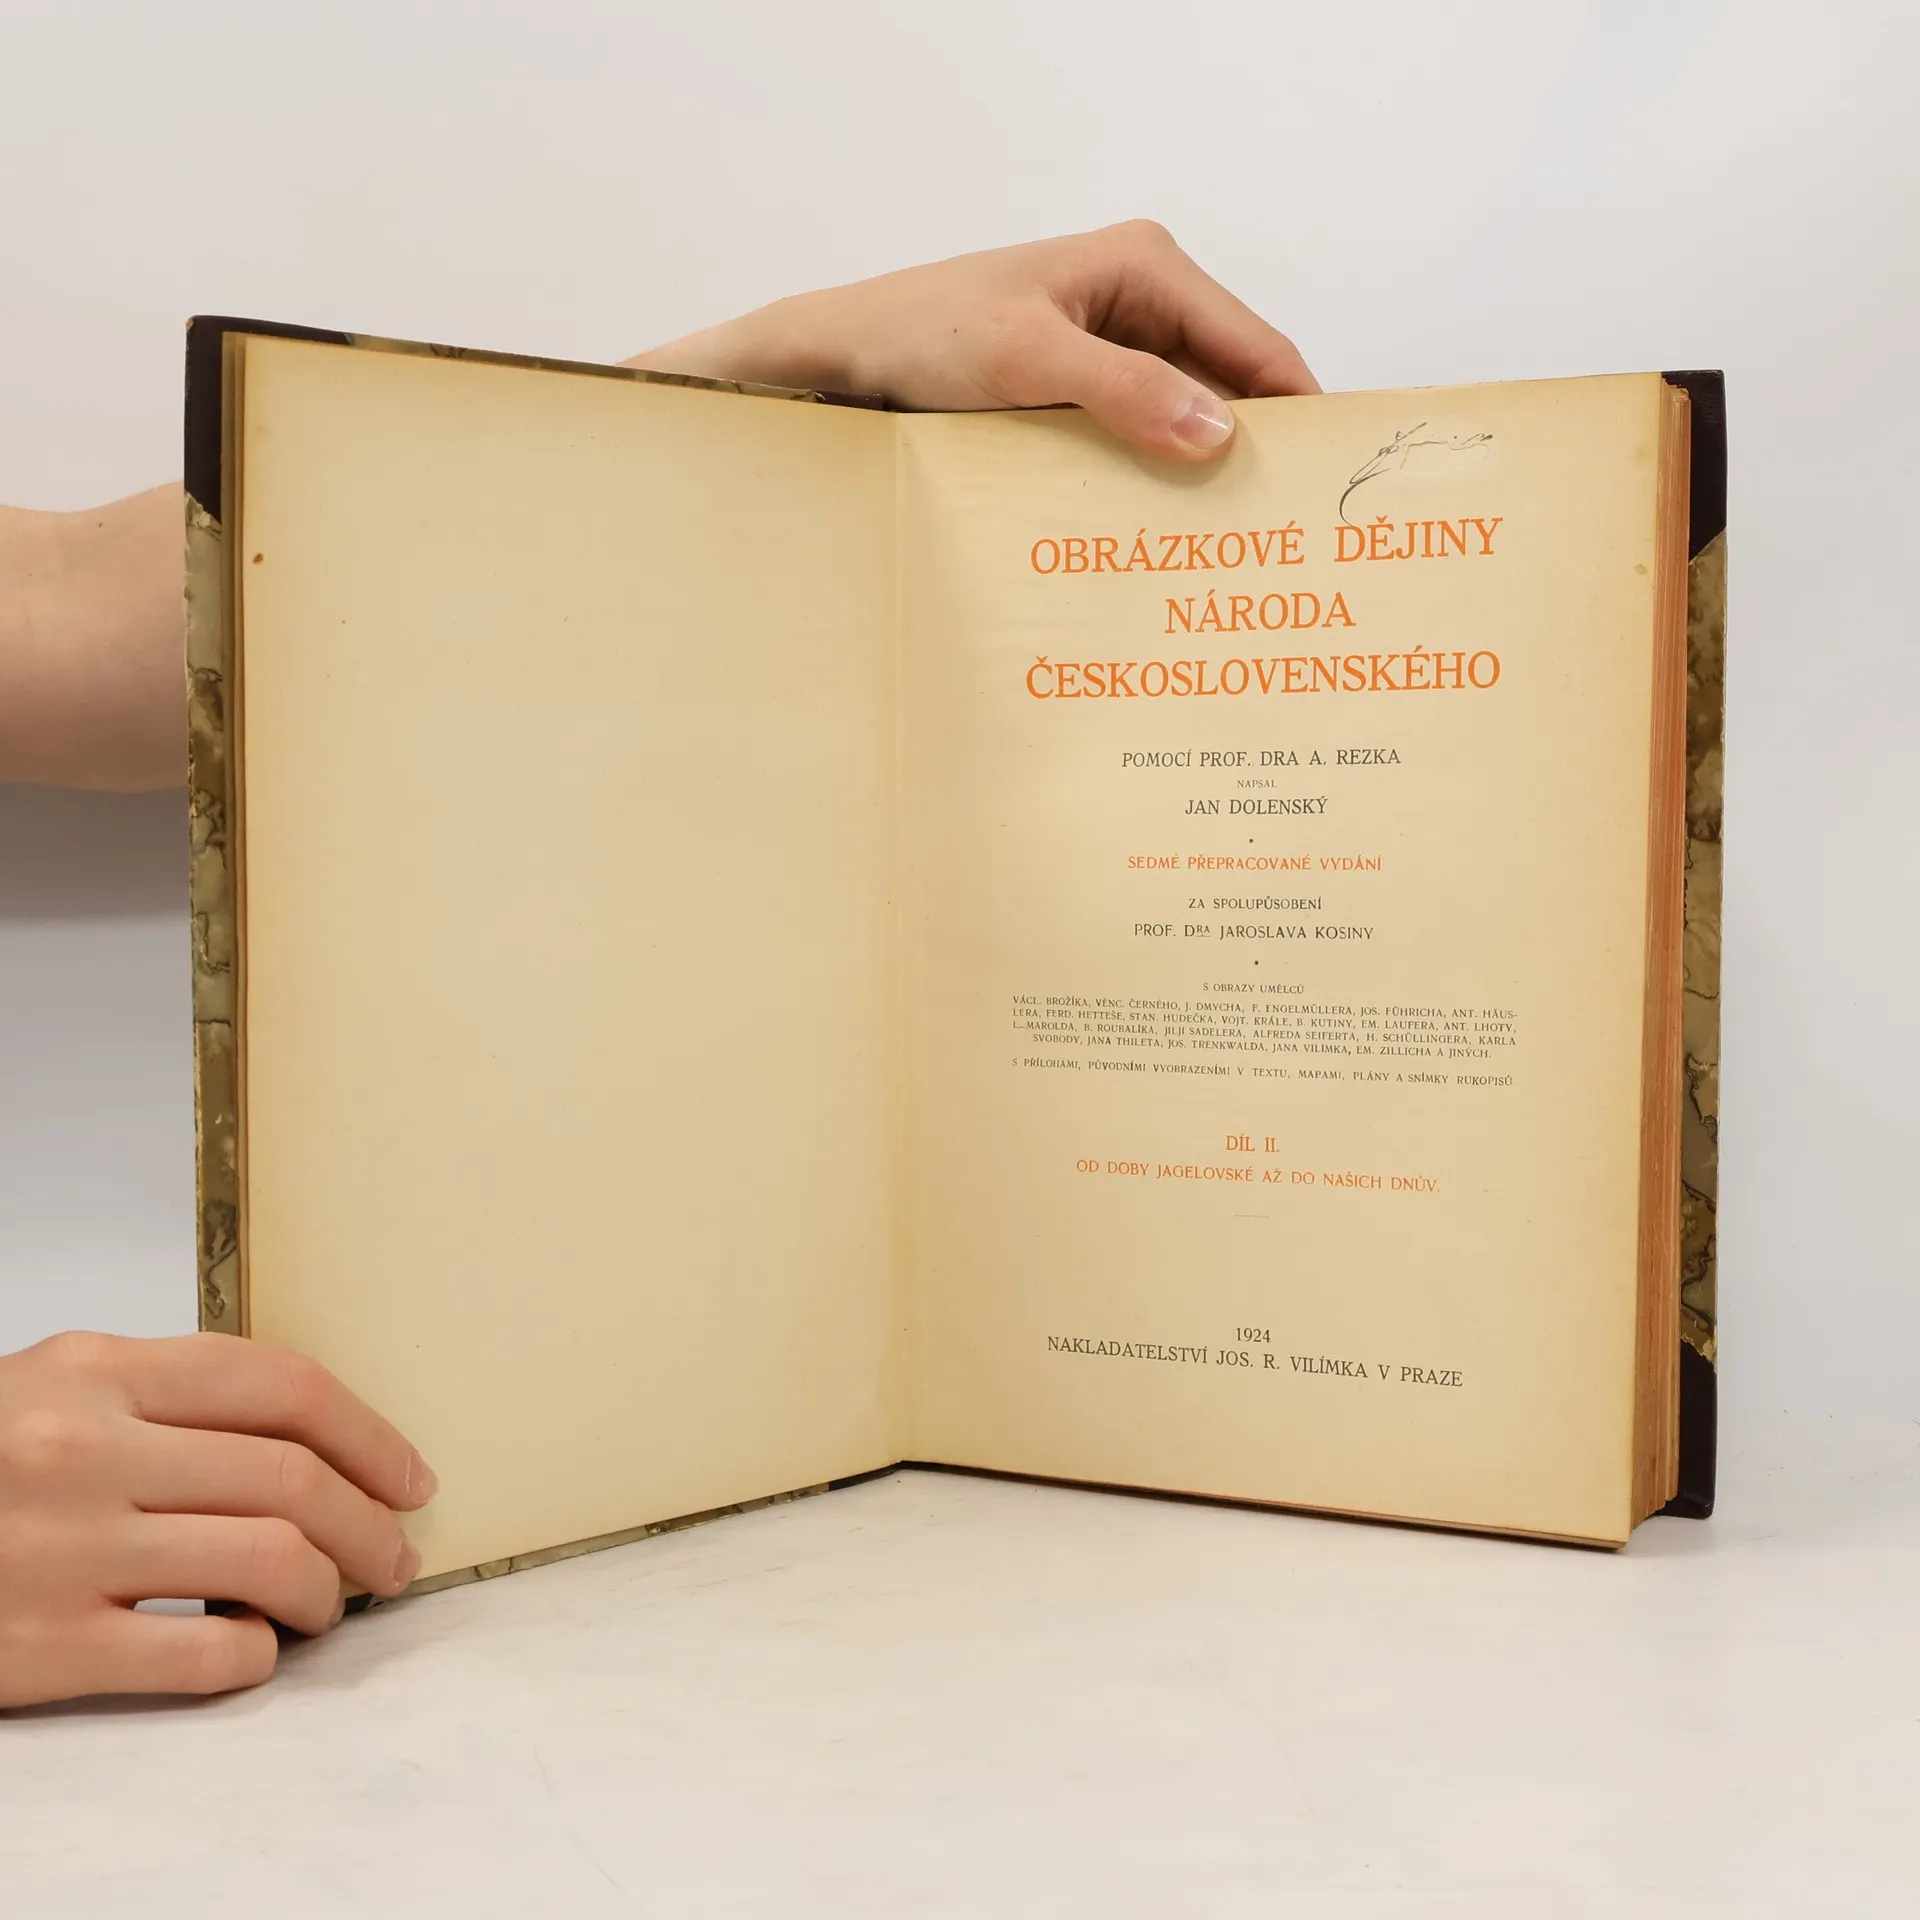 OBRÁZKOVÉ DĚJINY
NÁRODA
ČESKOSLOVENSKÉHO
POMOCÍ PROF. DRA A. REZKA
NAPSAL
JAN DOLENSKÝ
SEDMÉ PŘEPRACOVANÉ VYDÁNÍ
ZA SPOLUPŮSOBENÍ
PROF. DRA JAROSLAVA KOSINY
S OBRAZY UMĚLCŮ
VÁCL. BROŽÍKA, VĚNC. ČERNÉHO, J. DMYCHA, F. ENGELMÜLLERA, JOS. FÜHRICHA, ANT. HÄUS-
LERA, FERD. HETTEŠE, STAN. HUDEČKA, VOJT. KRÁLE, B. KUTINY, EM. LAUFERA, ANT. LHOTY,
L. MAROLDA, B. ROUBALÍKA, JILJÍ SADELERA, ALFREDA SEIFERTA, H. SCHÜLLINGERA, KARLA
SVOBODY, JANA THILETA, JOS. TRENKWALDA, JANA VILÍMKA, EM. ZILLICHA A JINÝCH.
S PŘÍLOHAMI, PŮVODNÍMI VYOBRAZENÍMI V TEXTU, MAPAMI, PLÁNY A SNÍMKY RUKOPISŮ
DÍL II.
OD DOBY JAGELOVSKÉ AŽ DO NAŠICH DNŮV.
1924
NAKLADATELSTVÍ JOS. R. VILÍMKA V PRAZE